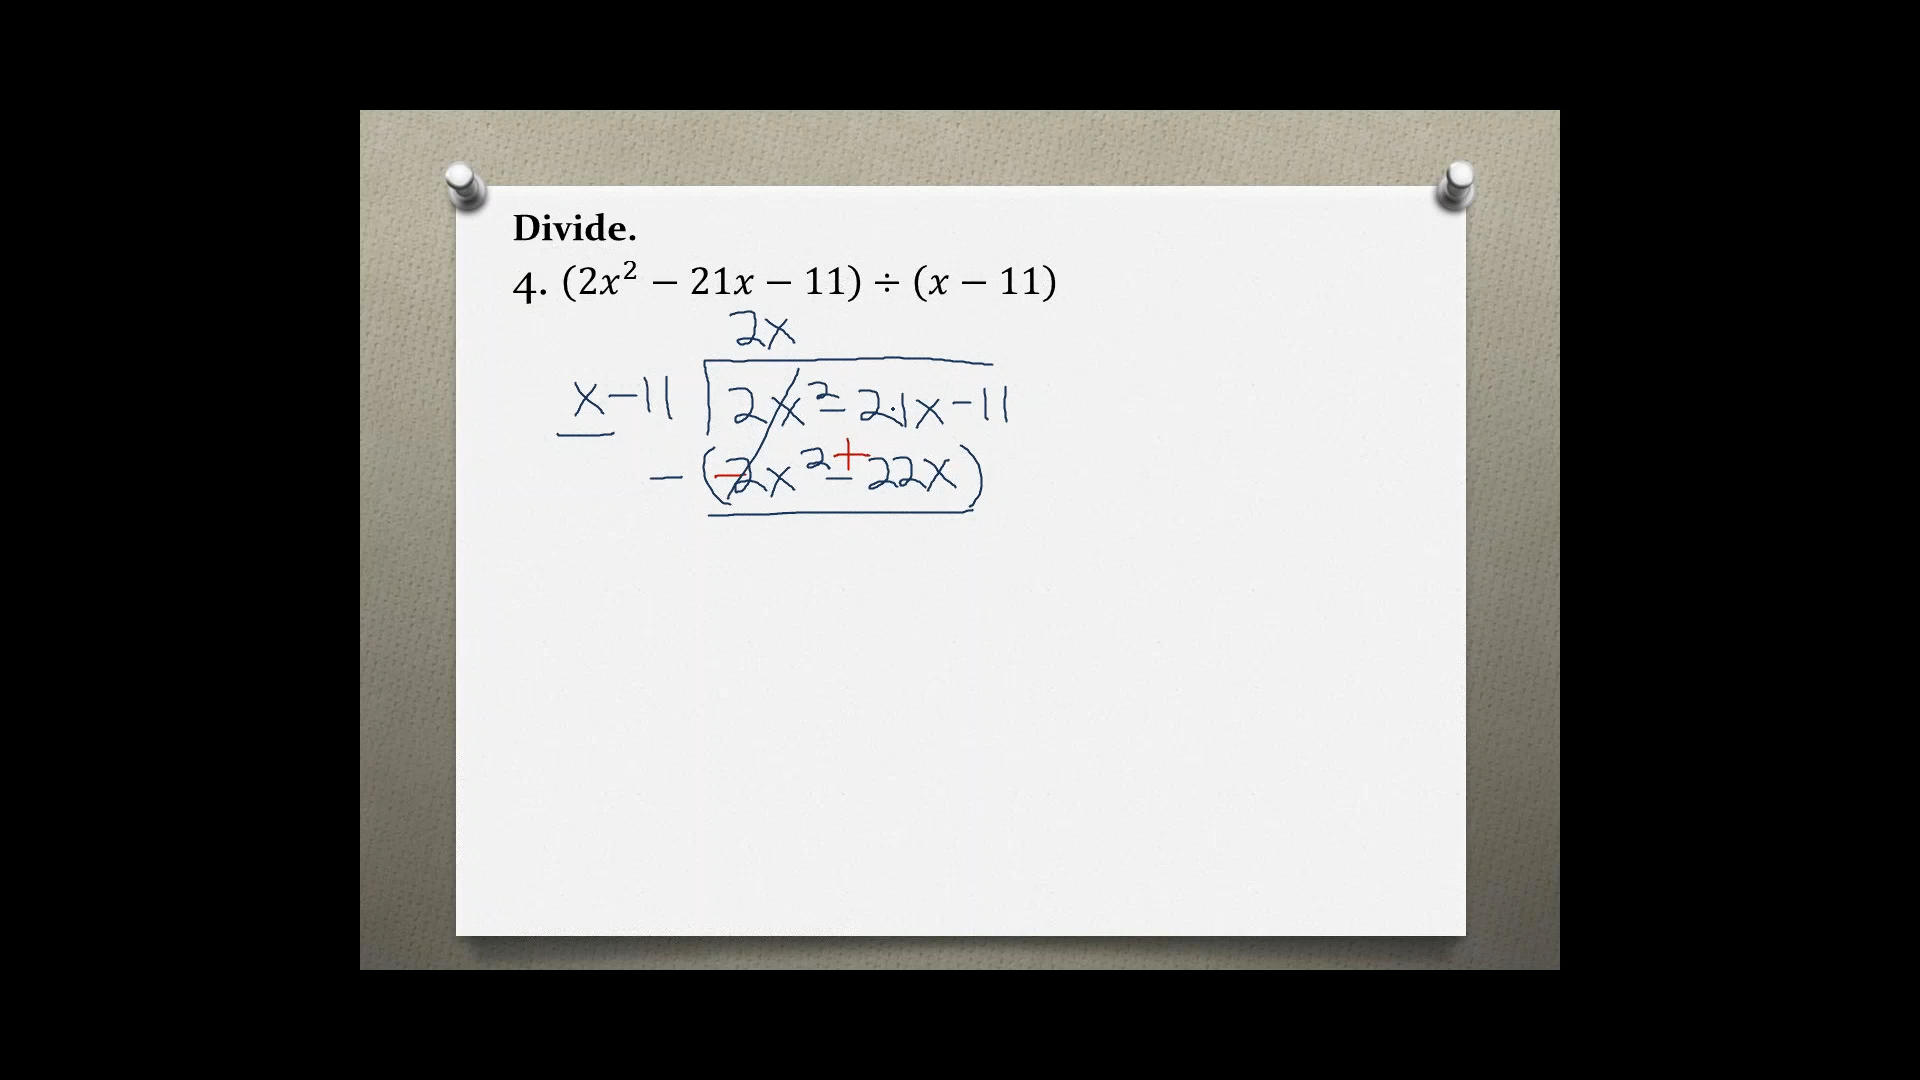 Divide.
4. (2x² − 21x − 11) ÷ (x − 11)
2x
x-11 2x²-21x-11
-(2x²-22x)
- +